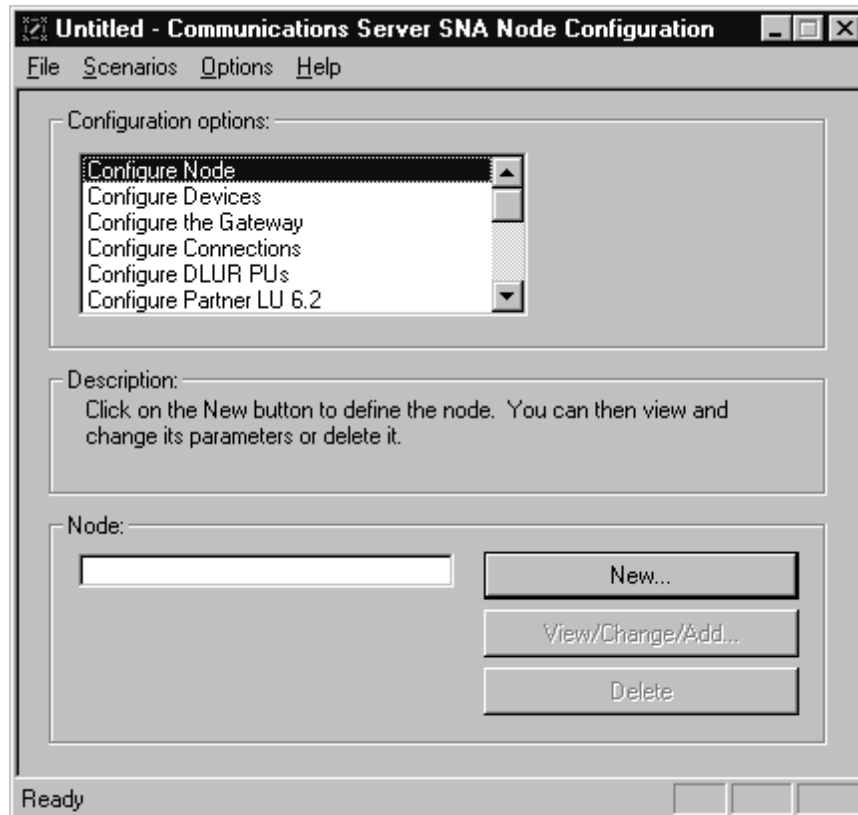 Untitled - Communications Server SNA Node Configuration
File Scenarios Options Help
Configuration options:
Configure Node
Configure Devices
Configure the Gateway
Configure Connections
Configure DLUR PUs
Configure Partner LU 6.2
Description:
Click on the New button to define the node. You can then view and
change its parameters or delete it.
Node:
New...
View/Change/Add...
Delete
Ready